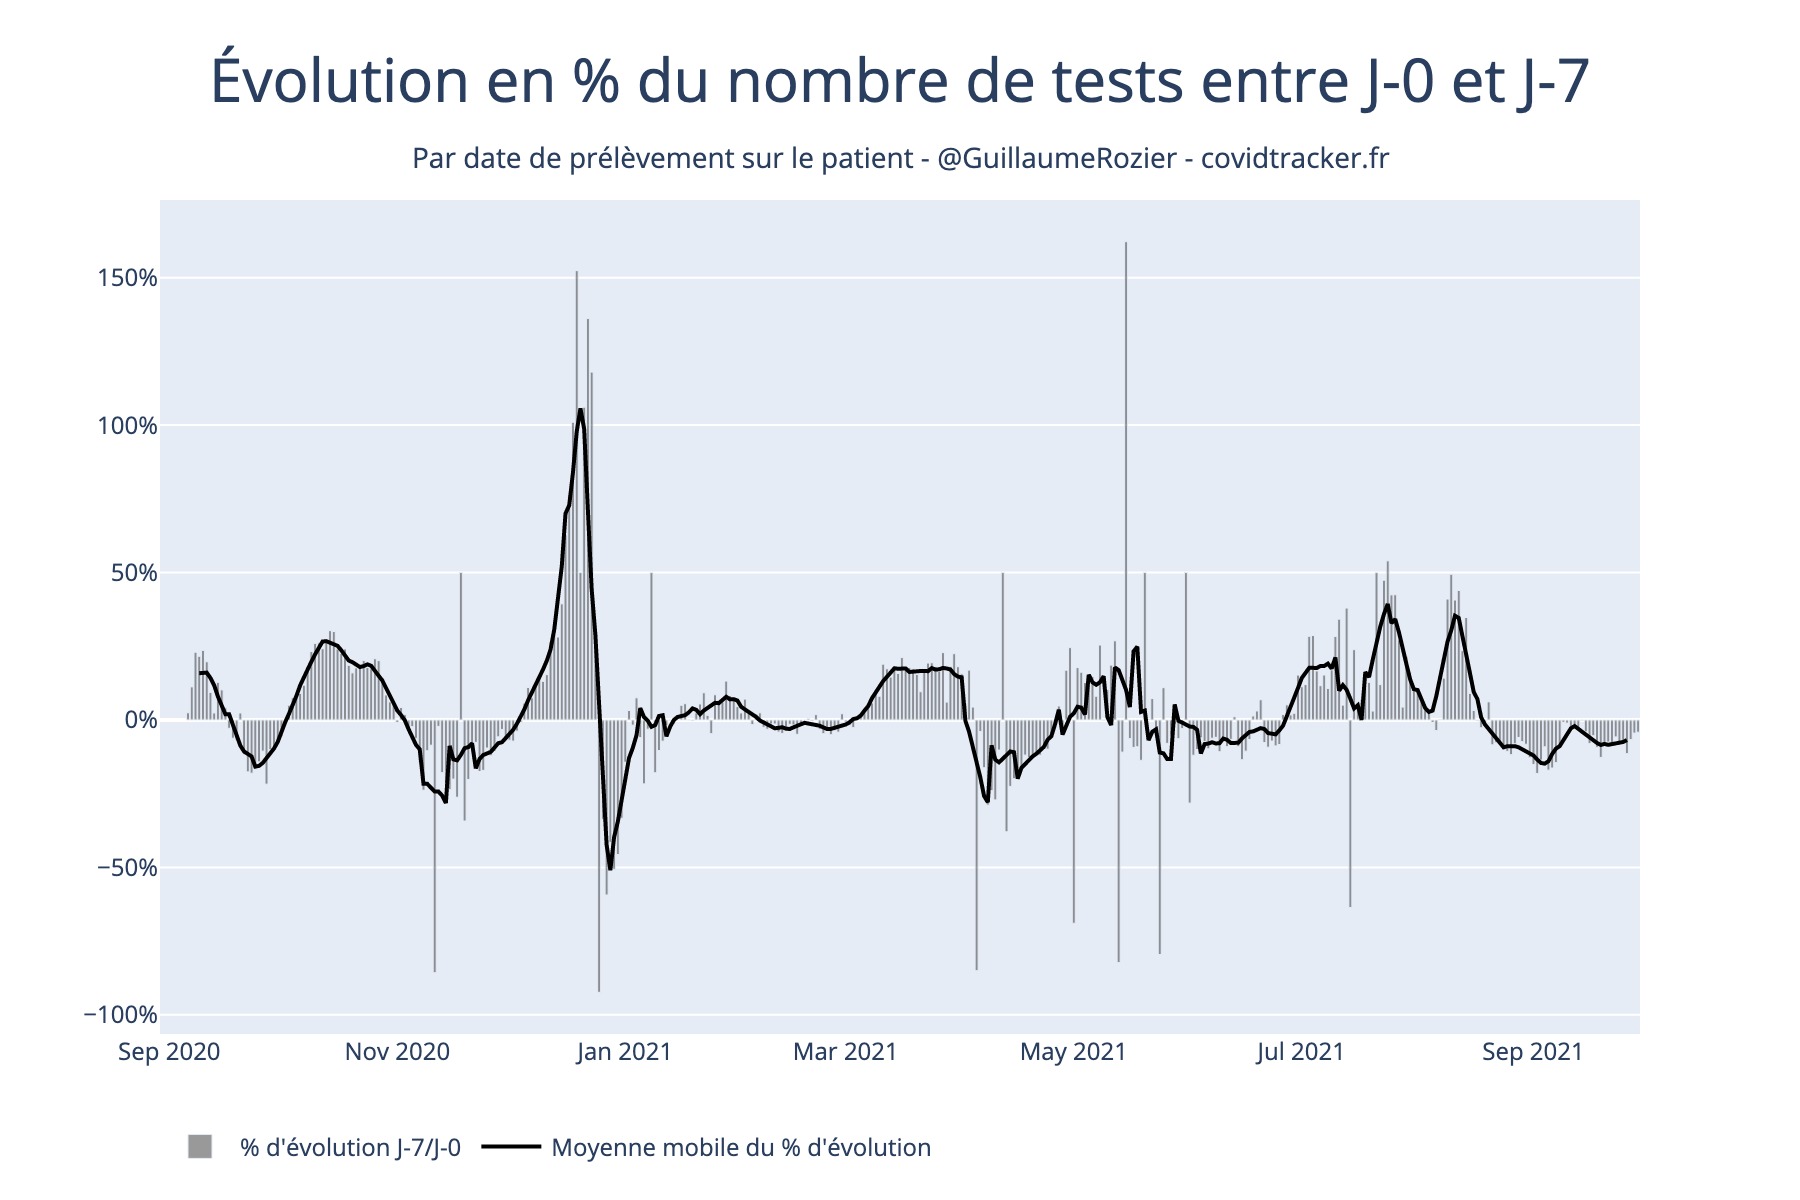 Évolution en % du nombre de tests entre J-0 et J-7
Par date de prélèvement sur le patient - @GuillaumeRozier - covidtracker.fr
150%
100%
50%
0%
−50%
−100%
Sep 2020 Nov 2020 Jan 2021 Mar 2021 May 2021 Jul 2021 Sep 2021
% d'évolution J-7/J-0 Moyenne mobile du % d'évolution